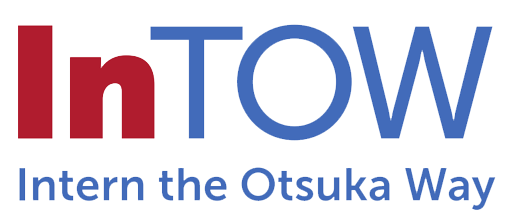 InTOW
Intern the Otsuka Way